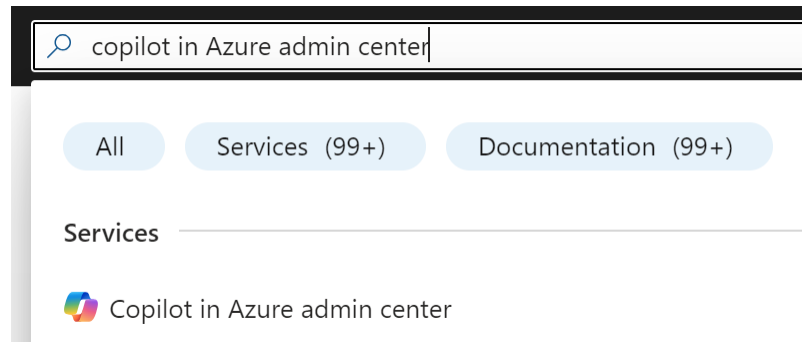 copilot in Azure admin center
All Services (99+) Documentation (99+)
Services
Copilot in Azure admin center